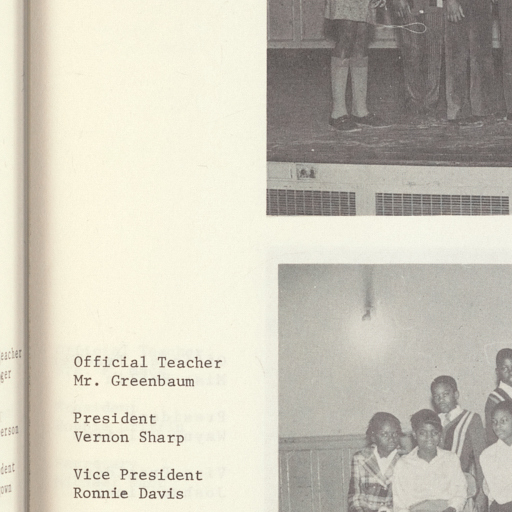 eacher
ger
erson
dent
own
Official Teacher
Mr. Greenbaum
President
Vernon Sharp
Vice President
Ronnie Davis